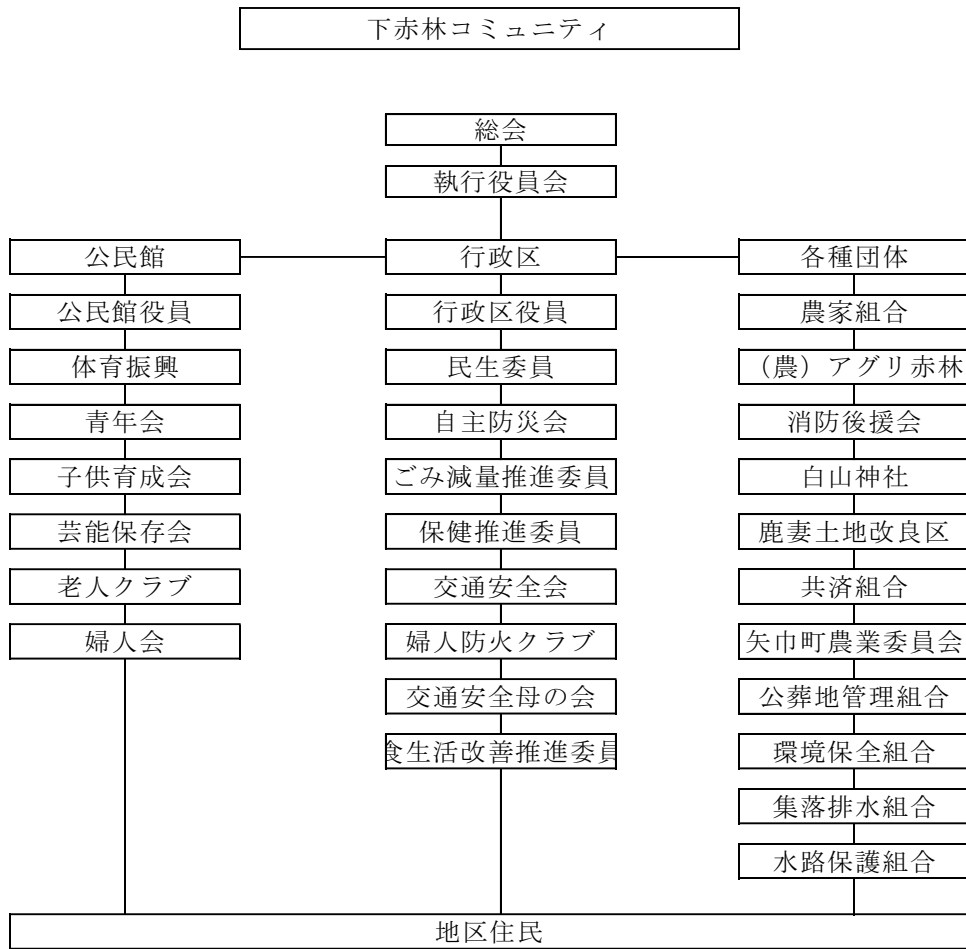 下赤林コミュニティ
総会
執行役員会
公民館
行政区
各種団体
公民館役員
行政区役員
農家組合
体育振興
民生委員
（農）アグリ赤林
青年会
自主防災会
消防後援会
子供育成会
ごみ減量推進委員
白山神社
芸能保存会
保健推進委員
鹿妻土地改良区
老人クラブ
交通安全会
共済組合
婦人会
婦人防火クラブ
矢巾町農業委員会
交通安全母の会
公葬地管理組合
食生活改善推進委員
環境保全組合
集落排水組合
水路保護組合
地区住民